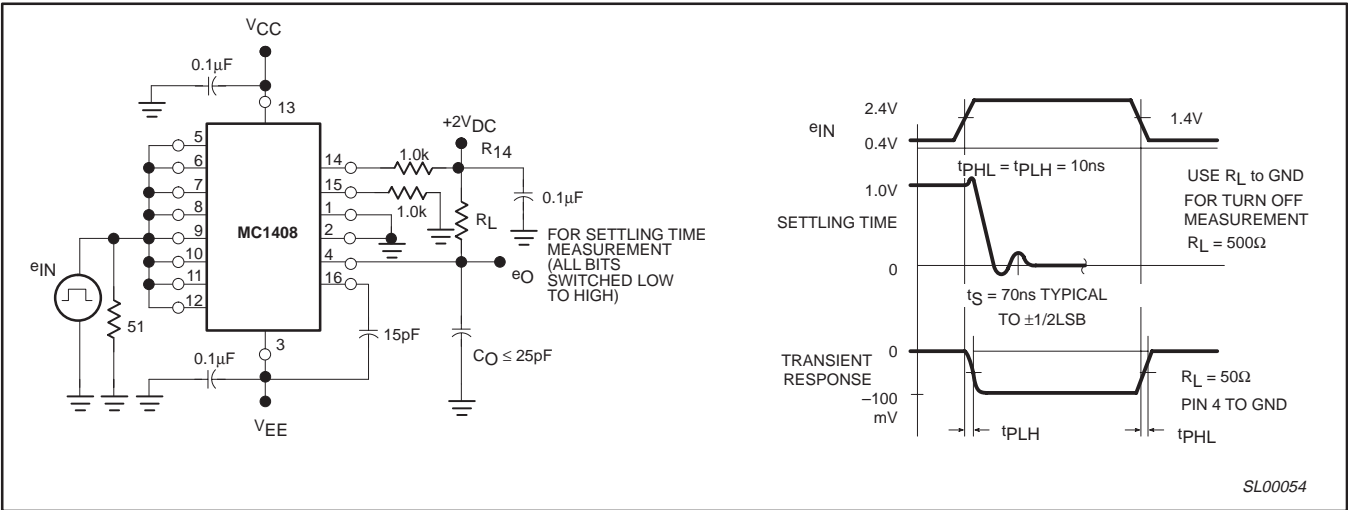 VCC
0.1µF
13
5
6
7
8
9
10
11
12
MC1408
14
15
1
2
4
16
3
1.0k
1.0k
+2VDC
R14
RL
0.1µF
eO
FOR SETTLING TIME
MEASUREMENT
(ALL BITS
SWITCHED LOW
TO HIGH)
eIN
51
15pF
CO ≤ 25pF
0.1µF
VEE
eIN
2.4V
0.4V
1.4V
tPHL = tPLH = 10ns
1.0V
SETTLING TIME
0
USE RL to GND
FOR TURN OFF
MEASUREMENT
RL = 500Ω
tS = 70ns TYPICAL
TO ±1/2LSB
TRANSIENT
RESPONSE
0
–100
mV
RL = 50Ω
PIN 4 TO GND
tPLH
tPHL
SL00054